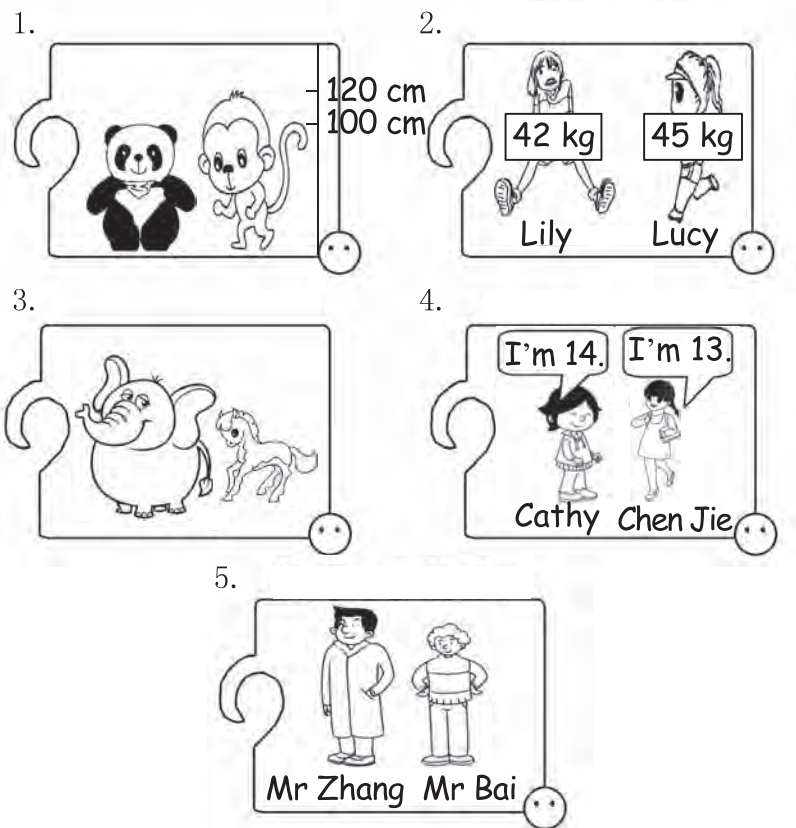 1.
120 cm
100 cm
2.
42 kg
45 kg
Lily
Lucy
3.
4.
I'm 14.
I'm 13.
Cathy
Chen Jie
5.
Mr Zhang
Mr Bai